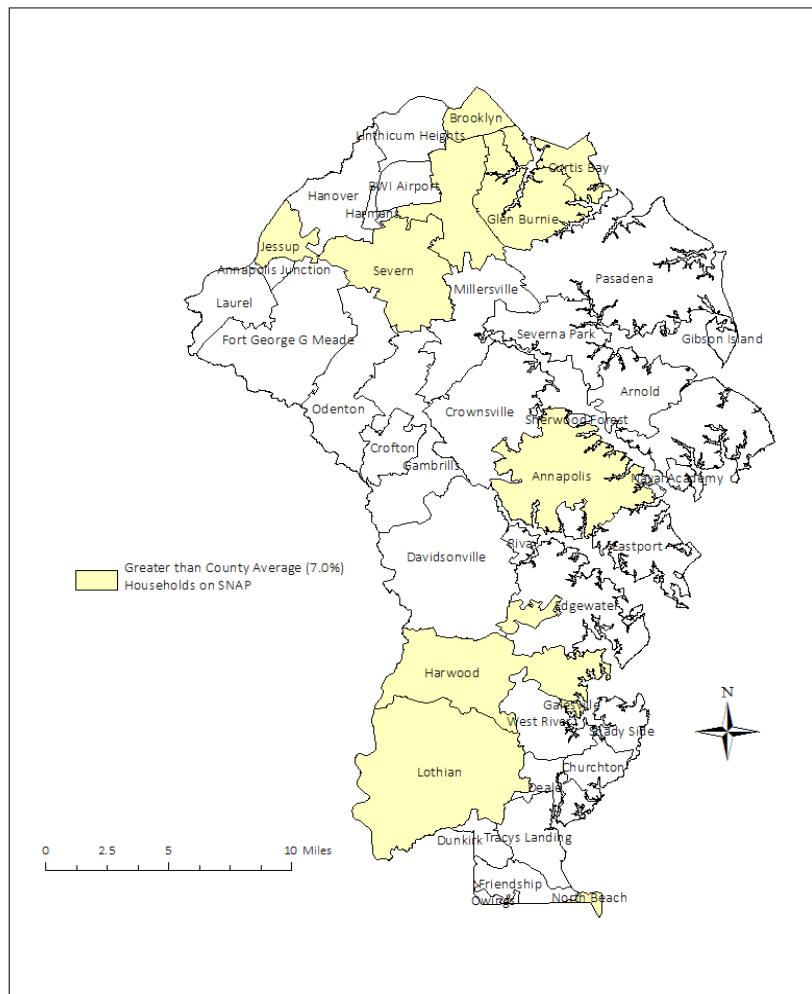 Brooklyn
Linthicum Heights
Curtis Bay
BWI Airport
Hanover
Harmans
Glen Burnie
Jessup
Annapolis Junction
Severn
Millersville
Pasadena
Laurel
Fort George G Meade
Severna Park
Gibson Island
Arnold
Odenton
Crownsville
Sherwood Forest
Crofton
Gambrills
Annapolis
Naval Academy
Riva
Eastport
Davidsonville
Greater than County Average (7.0%)
Households on SNAP
Edgewater
Harwood
Galesville
N
West River
Shady Side
Lothian
Churchton
Deale
Dunkirk
Tracys Landing
0 2.5 5 10 Miles
Friendship
Owings
North Beach